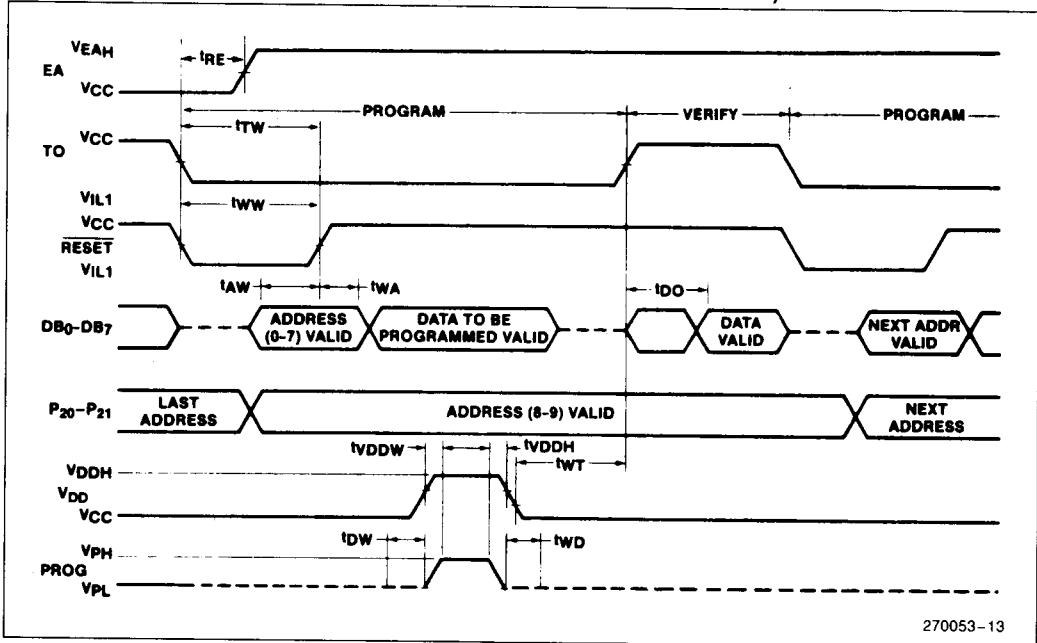 VEAH
EA
tRE
VCC
PROGRAM
VERIFY
PROGRAM
tTW
VCC
TO
VIL1
tWW
VCC
RESET
VIL1
tAW
tWA
tDO
DB0-DB7
ADDRESS
(0-7) VALID
DATA TO BE
PROGRAMMED VALID
DATA
VALID
NEXT ADDR
VALID
P20-P21
LAST
ADDRESS
ADDRESS (8-9) VALID
NEXT
ADDRESS
tVDDW
tVDDH
tWT
VDDH
VDD
VCC
tDW
tWD
VPH
PROG
VPL
270053-13